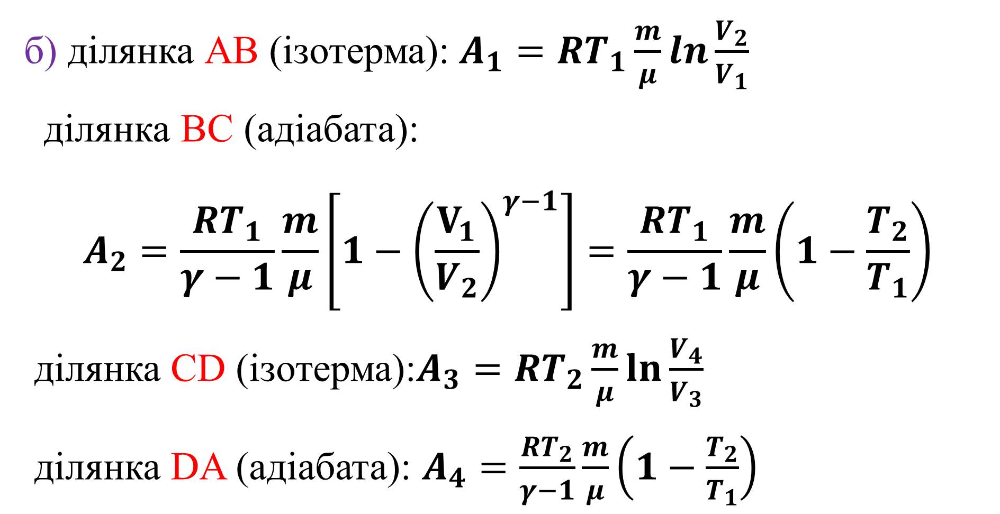 б) ділянка АВ (ізотерма): $A_1 = RT_1 \frac{m}{\mu} ln \frac{V_2}{V_1}$
ділянка ВС (адіабата):
$A_2 = \frac{RT_1}{\gamma - 1} \frac{m}{\mu} \left[ 1 - \left( \frac{V_1}{V_2} \right)^{\gamma - 1} \right] = \frac{RT_1}{\gamma - 1} \frac{m}{\mu} \left( 1 - \frac{T_2}{T_1} \right)$
ділянка CD (ізотерма): $A_3 = RT_2 \frac{m}{\mu} \ln \frac{V_4}{V_3}$
ділянка DA (адіабата): $A_4 = \frac{RT_2}{\gamma - 1} \frac{m}{\mu} \left( 1 - \frac{T_2}{T_1} \right)$